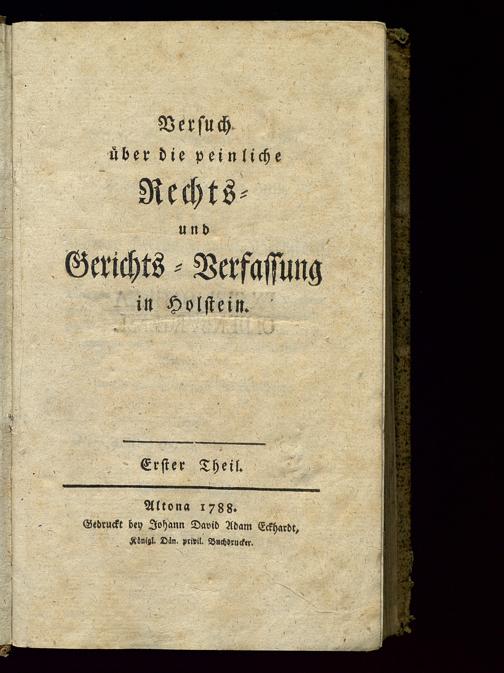 Versuch
über die peinliche
Rechts-
und
Gerichts-Verfassung
in Holstein.
Erster Theil.
Altona 1788.
Gedruckt bey Johann David Adam Eckhardt,
Königl. Dän. privil. Buchdrucker.